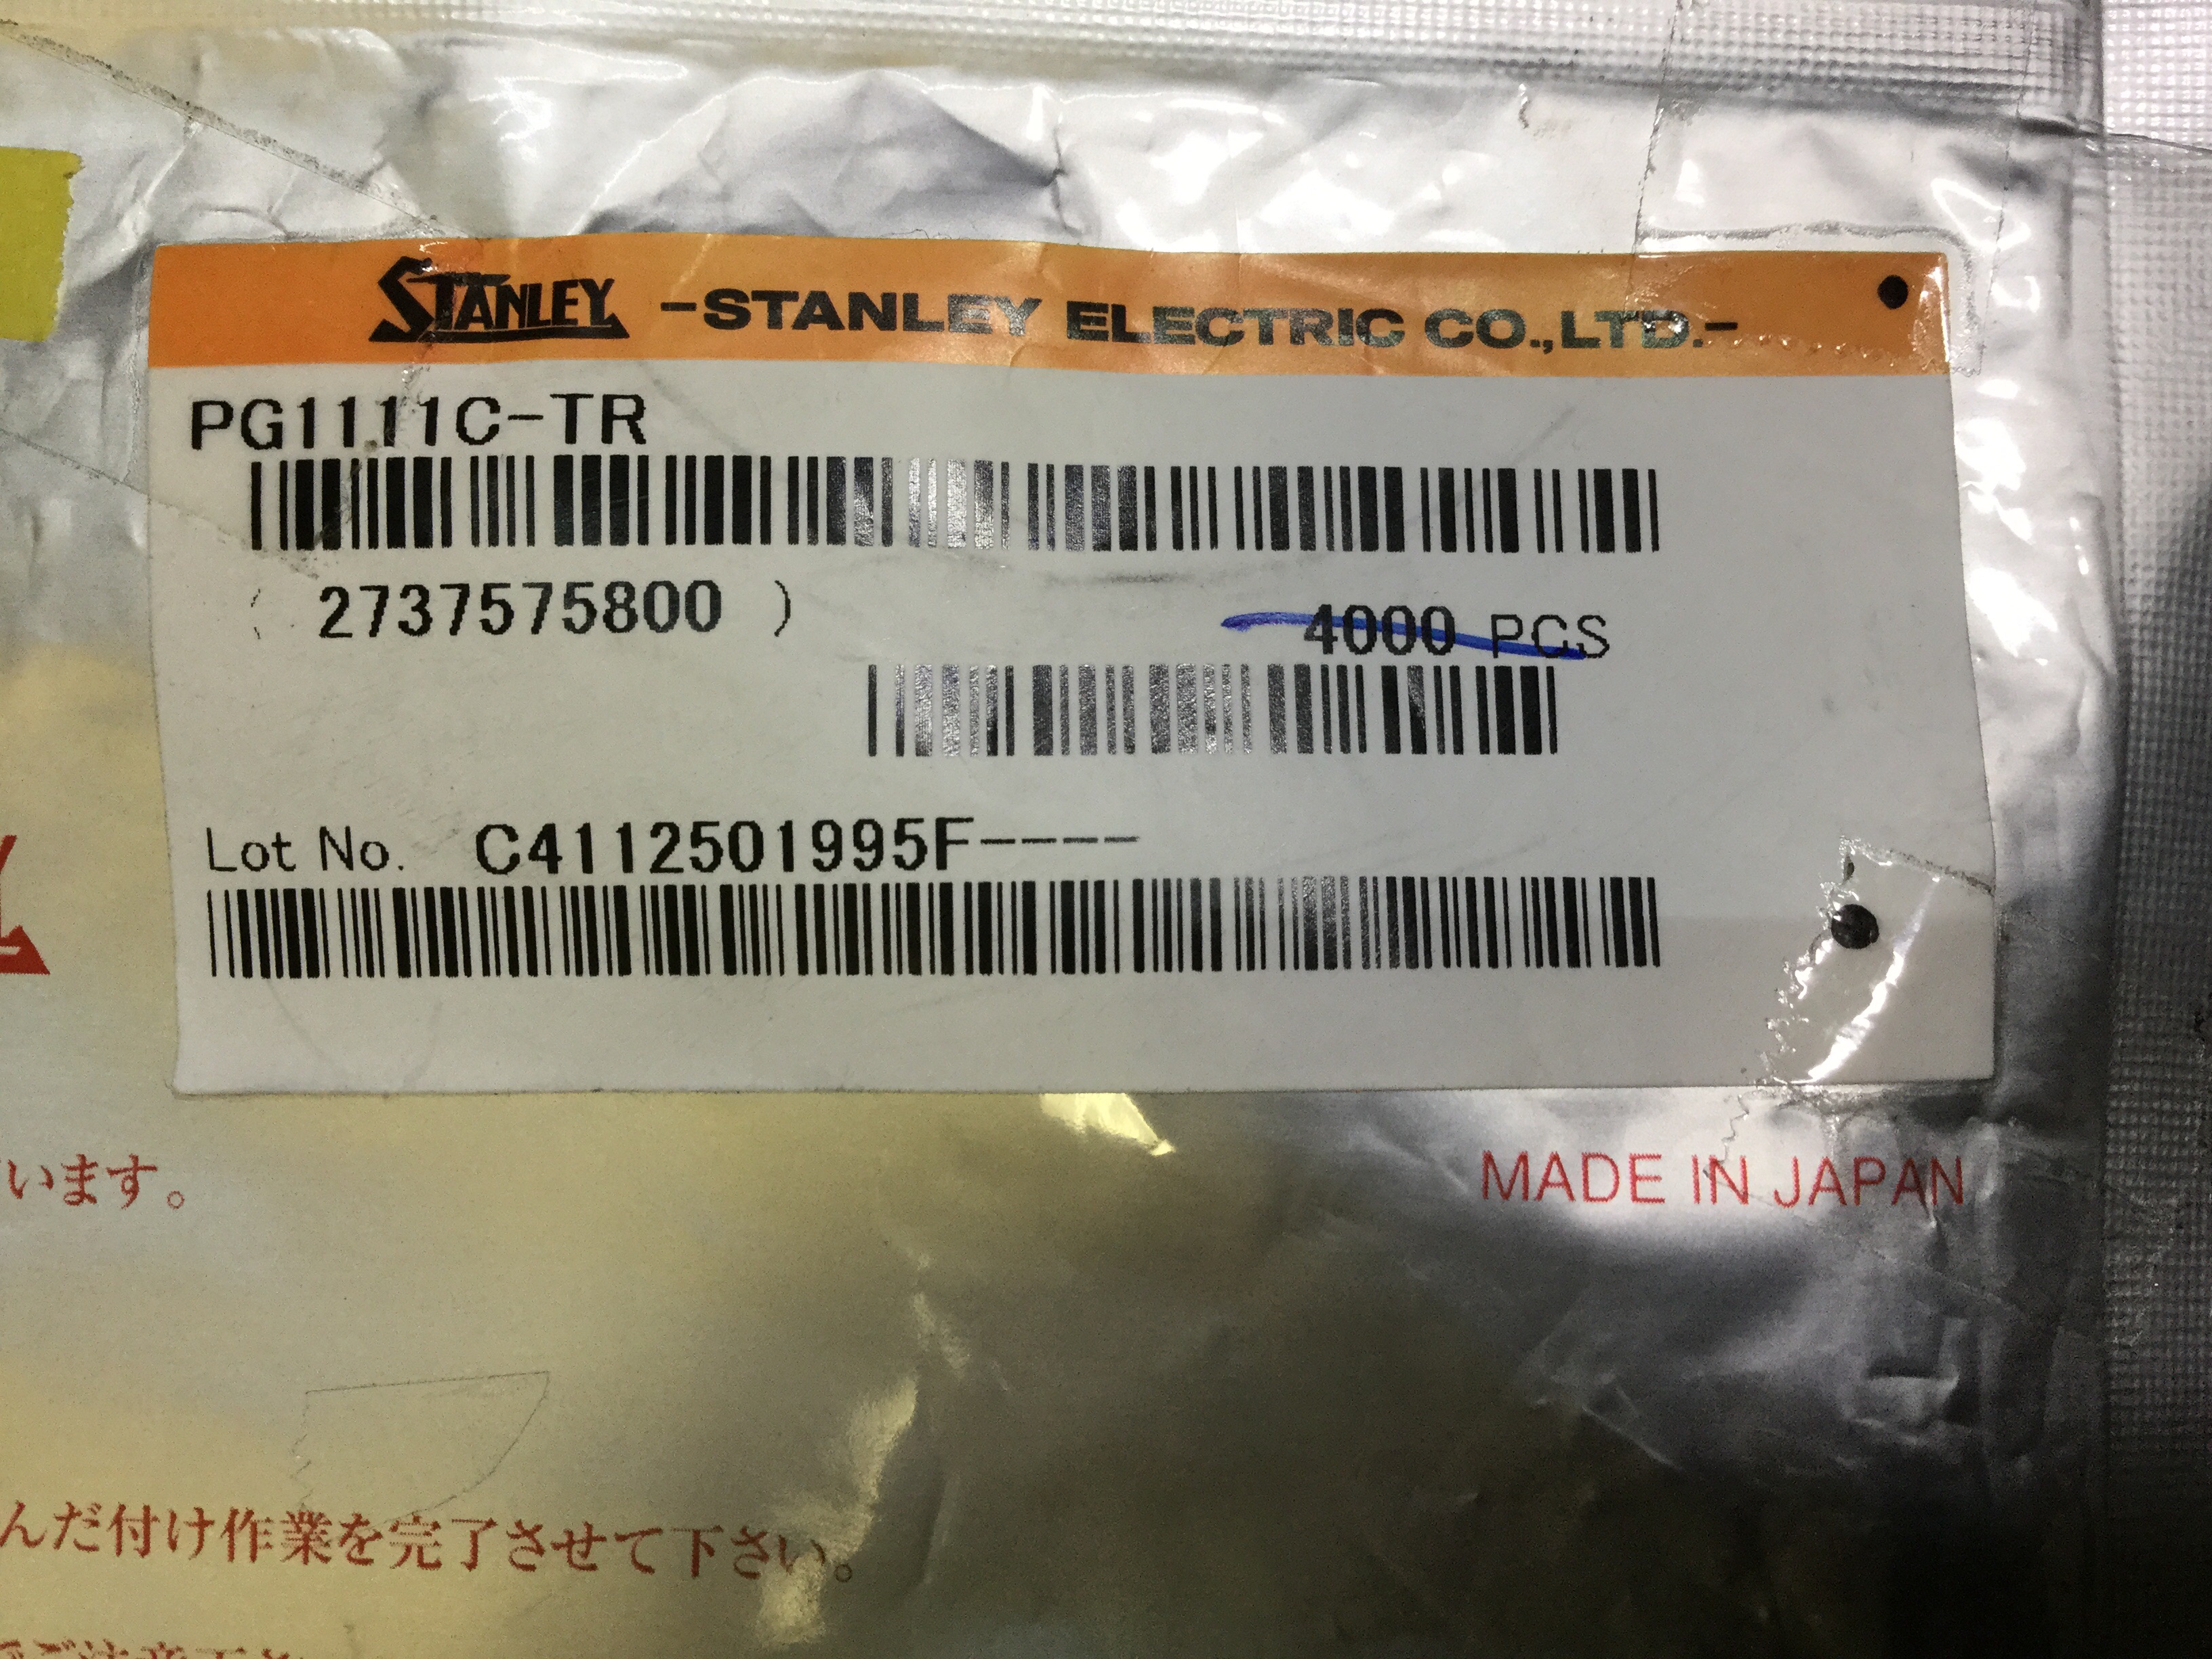 STANLEY -STANLEY ELECTRIC CO.,LTD.-
PG1111C-TR
( 2737575800 )
4000 PCS
Lot No. C4112501995F----
MADE IN JAPAN
います。
んだ付け作業を完了させて下さい。